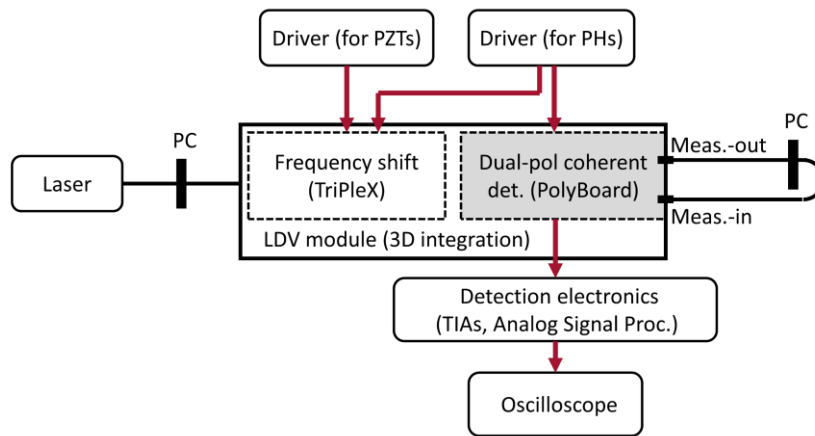 Driver (for PZTs)
Driver (for PHs)
PC
Laser
Frequency shift
(TriPleX)
Dual-pol coherent
det. (PolyBoard)
LDV module (3D integration)
Meas.-out
PC
Meas.-in
Detection electronics
(TIAs, Analog Signal Proc.)
Oscilloscope